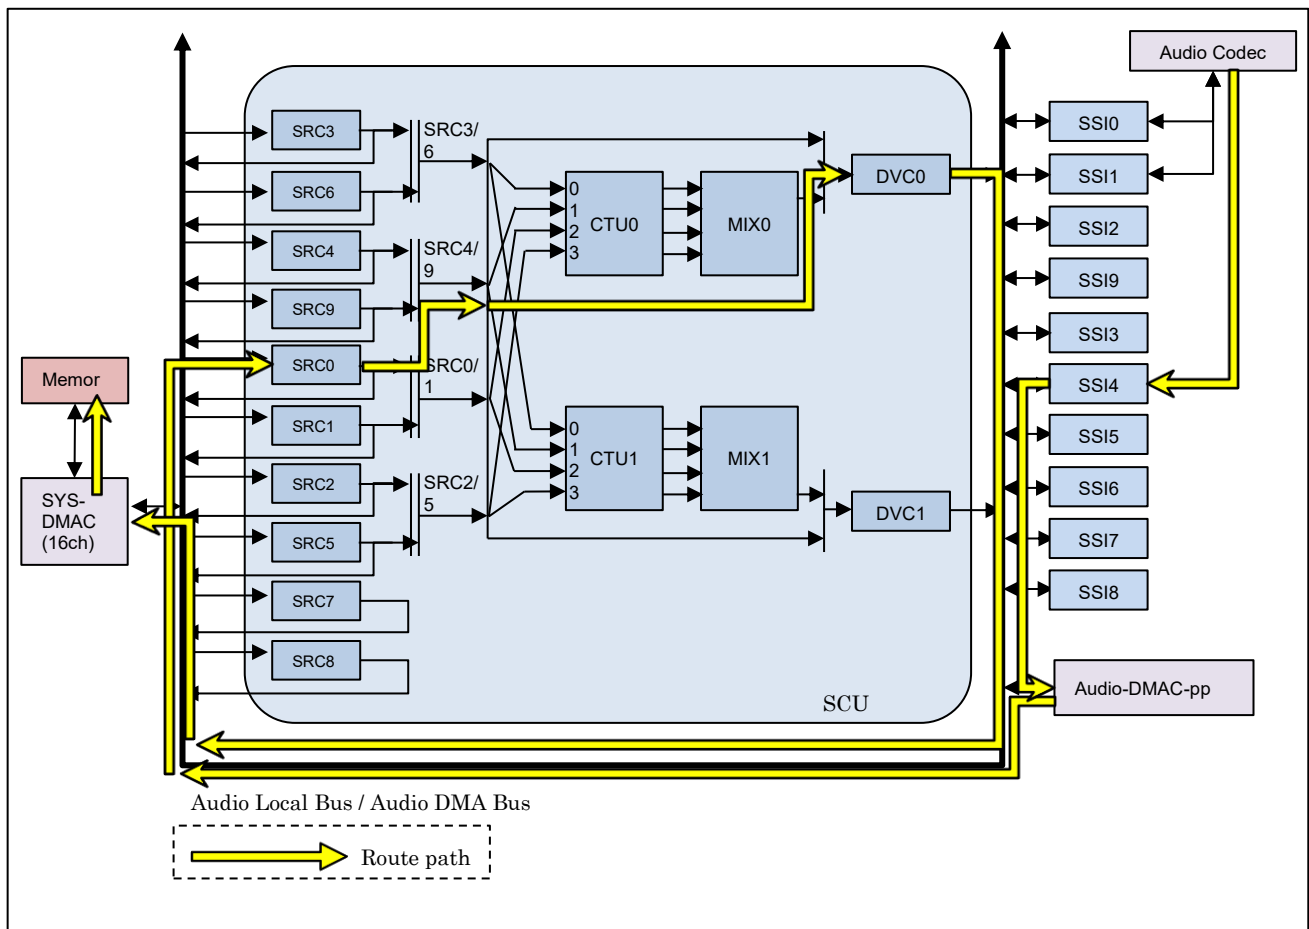 Audio Codec
SRC3
SRC3/
6
SSI0
SRC6
CTU0
0
1
2
3
MIX0
DVC0
SSI1
SRC4
SRC4/
9
SSI2
SRC9
SSI9
SRC0
SRC0/
1
SSI3
Memor
SSI4
SRC1
CTU1
0
1
2
3
MIX1
SSI5
SRC2
SRC2/
5
SSI6
SYS-
DMAC
(16ch)
DVC1
SRC5
SSI7
SRC7
SSI8
SRC8
SCU
Audio-DMAC-pp
Audio Local Bus / Audio DMA Bus
Route path